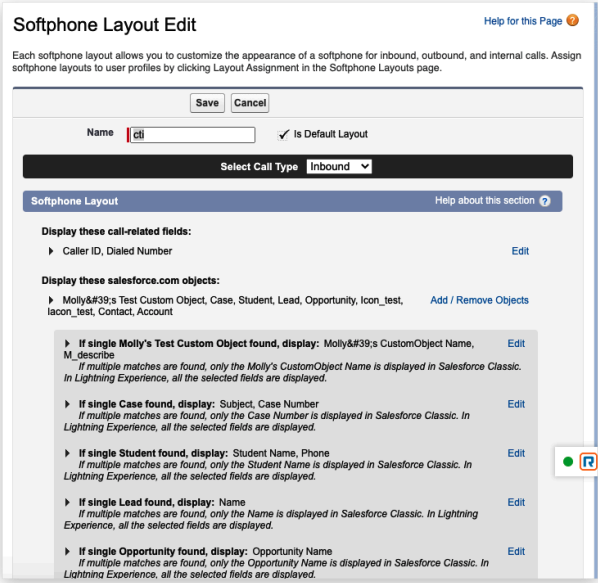 Softphone Layout Edit
Help for this Page ?
Each softphone layout allows you to customize the appearance of a softphone for inbound, outbound, and internal calls. Assign
softphone layouts to user profiles by clicking Layout Assignment in the Softphone Layouts page.
Save Cancel
Name cti Is Default Layout
Select Call Type Inbound
Softphone Layout Help about this section ?
Display these call-related fields:
Caller ID, Dialed Number Edit
Display these salesforce.com objects:
Molly&#39;s Test Custom Object, Case, Student, Lead, Opportunity, Icon_test, Add / Remove Objects
Iacon_test, Contact, Account
If single Molly's Test Custom Object found, display: Molly&#39;s CustomObject Name, Edit
M_describe
If multiple matches are found, only the Molly's CustomObject Name is displayed in Salesforce Classic.
In Lightning Experience, all the selected fields are displayed.
If single Case found, display: Subject, Case Number Edit
If multiple matches are found, only the Case Number is displayed in Salesforce Classic. In
Lightning Experience, all the selected fields are displayed.
If single Student found, display: Student Name, Phone Edit
If multiple matches are found, only the Student Name is displayed in Salesforce Classic. In
Lightning Experience, all the selected fields are displayed.
If single Lead found, display: Name Edit
If multiple matches are found, only the Name is displayed in Salesforce Classic. In Lightning
Experience, all the selected fields are displayed.
If single Opportunity found, display: Opportunity Name Edit
If multiple matches are found, only the Opportunity Name is displayed in Salesforce Classic. In
Lightning Experience, all the selected fields are displayed.